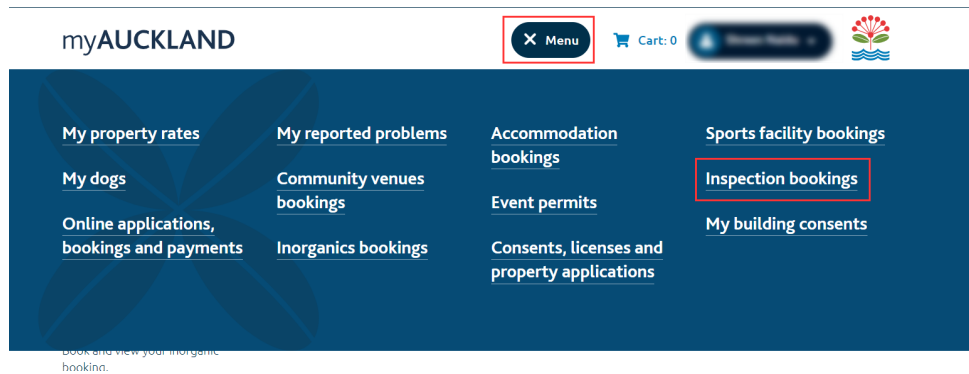 myAUCKLAND
Menu
Cart: 0
My property rates
My dogs
Online applications,
bookings and payments
My reported problems
Community venues
bookings
Inorganics bookings
Accommodation
bookings
Event permits
Consents, licenses and
property applications
Sports facility bookings
Inspection bookings
My building consents
Book and view your inorganic
booking.